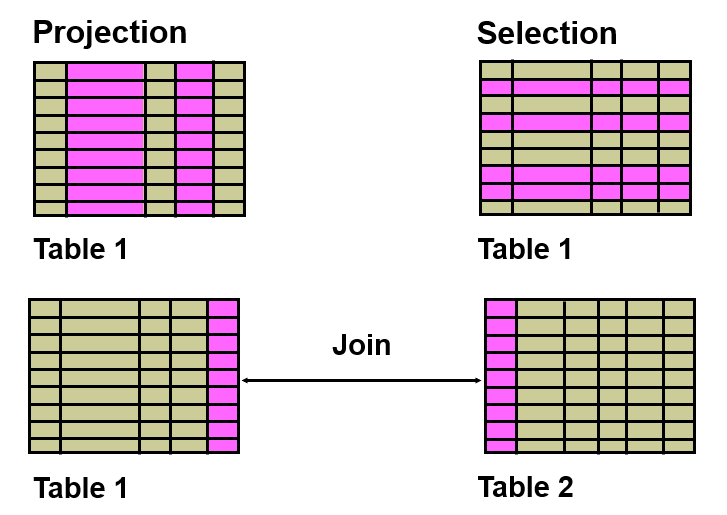 Projection
Selection
Table 1
Table 1
Join
Table 1
Table 2